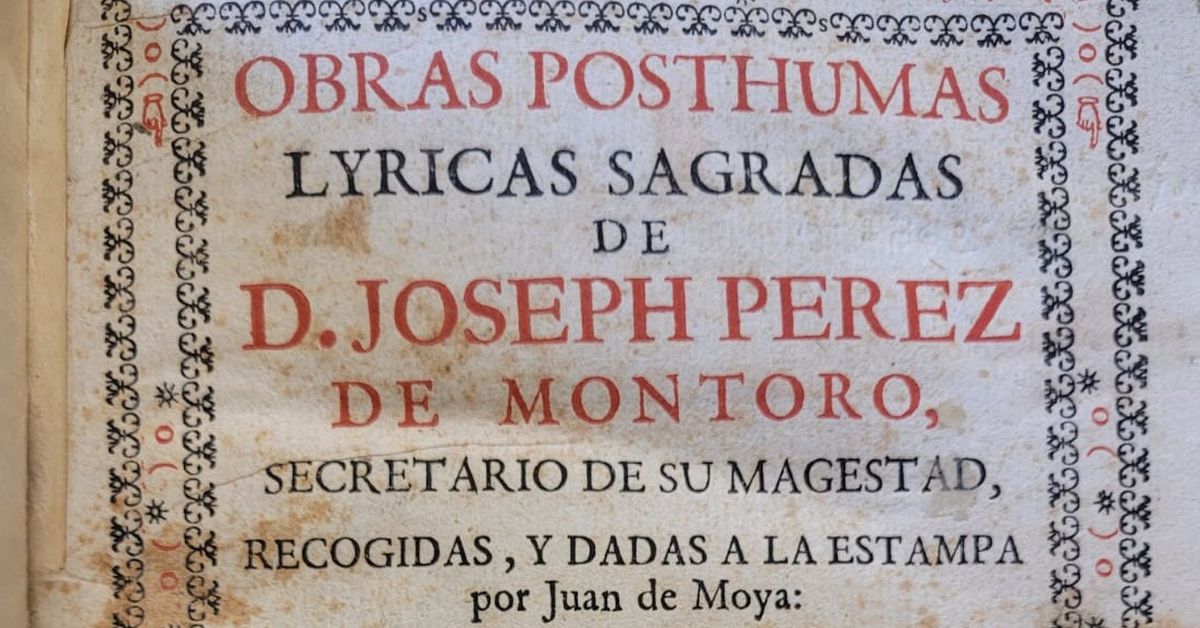 OBRAS POSTHUMAS
LYRICAS SAGRADAS
DE
D. JOSEPH PEREZ
DE MONTORO,
SECRETARIO DE SU MAGESTAD,
RECOGIDAS, Y DADAS A LA ESTAMPA
por Juan de Moya: